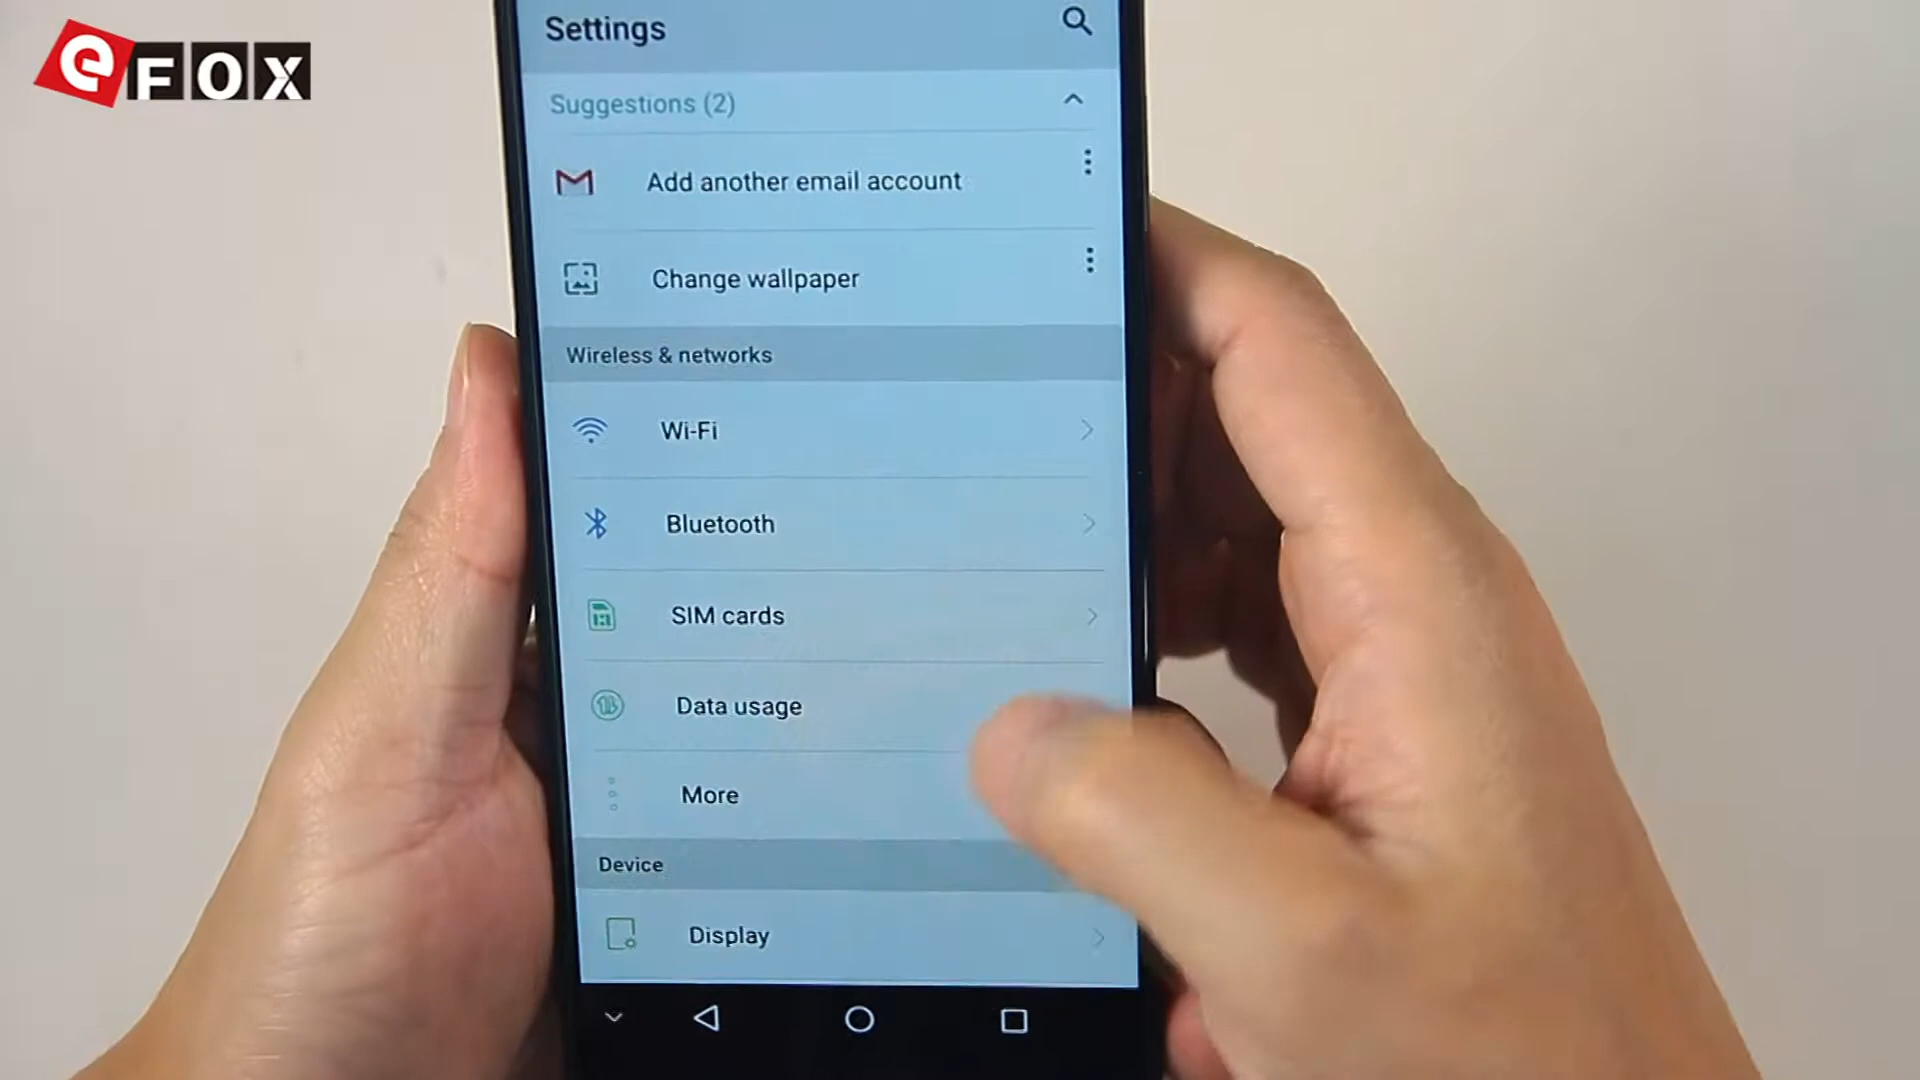 eFOX
Settings
Suggestions (2)
Add another email account
Change wallpaper
Wireless & networks
Wi-Fi
Bluetooth
SIM cards
Data usage
More
Device
Display